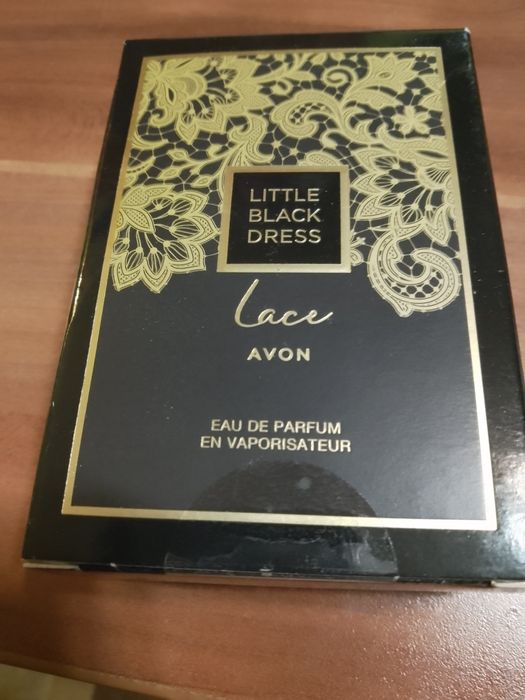 LITTLE
BLACK
DRESS
Lace
AVON
EAU DE PARFUM
EN VAPORISATEUR